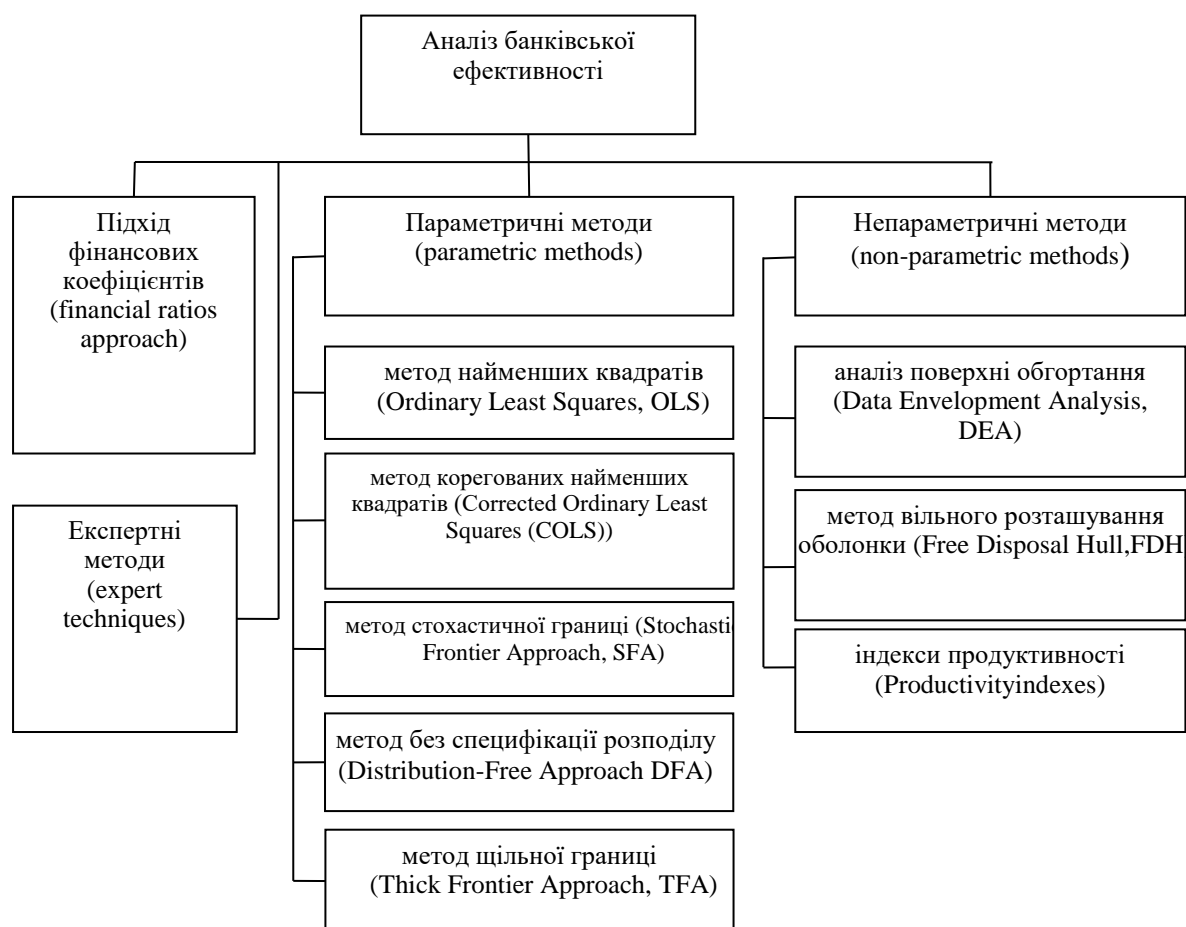 Аналіз банківської
ефективності
Підхід
фінансових
коефіцієнтів
(financial ratios
approach)
Експертні
методи
(expert
techniques)
Параметричні методи
(parametric methods)
метод найменших квадратів
(Ordinary Least Squares, OLS)
метод корегованих найменших
квадратів (Corrected Ordinary Least
Squares (COLS))
метод стохастичної границі (Stochasti
Frontier Approach, SFA)
метод без специфікації розподілу
(Distribution-Free Approach DFA)
метод щільної границі
(Thick Frontier Approach, TFA)
Непараметричні методи
(non-parametric methods)
аналіз поверхні обгортання
(Data Envelopment Analysis,
DEA)
метод вільного розташування
оболонки (Free Disposal Hull,FDH
індекси продуктивності
(Productivityindexes)